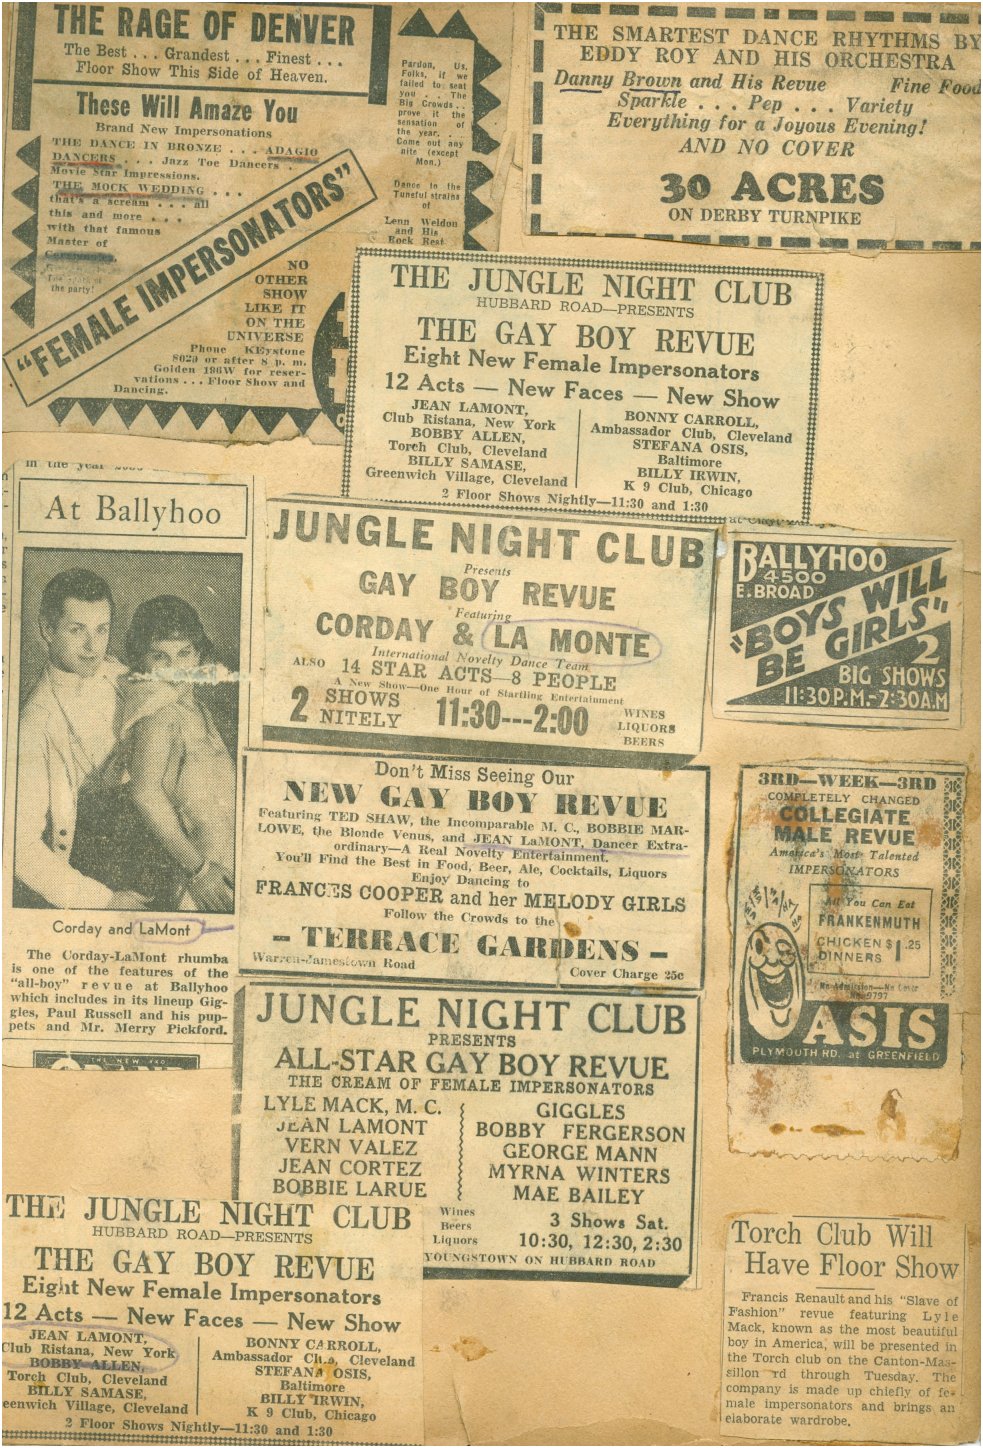 THE RAGE OF DENVER
The Best . . . Grandest . . . Finest . . .
Floor Show This Side of Heaven.
These Will Amaze You
Brand New Impersonations
THE DANCE IN BRONZE . . . ADAGIO
DANCERS . . . Jazz Toe Dancers .
Movie Star Impressions.
THE MOCK WEDDING . . .
that's a scream . . . all
this and more . . .
with that famous
Master of
the party!
"FEMALE IMPERSONATORS"
NO
OTHER
SHOW
LIKE IT
ON THE
UNIVERSE
Phone KEystone
8029 or after 8 p. m.
Golden 196W for reser-
vations . . . Floor Show and
Dancing.
Pardon, Us,
Folks, if we
failed to seat
you . . . The
Big Crowds . .
prove it the
sensation of
the year. . .
Come out any
nite (except
Mon.)
Dance to the
Tuneful strains
of
Lenn Weldon
and His
Rock Rest
THE SMARTEST DANCE RHYTHMS BY
EDDY ROY AND HIS ORCHESTRA
Danny Brown and His Revue Fine Food
Sparkle . . . Pep . . . Variety
Everything for a Joyous Evening!
AND NO COVER
30 ACRES
ON DERBY TURNPIKE
THE JUNGLE NIGHT CLUB
HUBBARD ROAD—PRESENTS
THE GAY BOY REVUE
Eight New Female Impersonators
12 Acts — New Faces — New Show
JEAN LAMONT,
Club Ristana, New York
BOBBY ALLEN,
Torch Club, Cleveland
BILLY SAMASE,
Greenwich Village, Cleveland
BONNY CARROLL,
Ambassador Club, Cleveland
STEFANA OSIS,
Baltimore
BILLY IRWIN,
K 9 Club, Chicago
2 Floor Shows Nightly—11:30 and 1:30
in the year
At Ballyhoo
Corday and LaMont
The Corday-LaMont rhumba
is one of the features of the
"all-boy" revue at Ballyhoo
which includes in its lineup Gig-
gles, Paul Russell and his pup-
pets and Mr. Merry Pickford.
THE NEW
JUNGLE NIGHT CLUB
Presents
GAY BOY REVUE
Featuring
CORDAY & LA MONTE
International Novelty Dance Team
ALSO 14 STAR ACTS—8 PEOPLE
A New Show—One Hour of Startling Entertainment
2 SHOWS NITELY 11:30---2:00
WINES
LIQUORS
BEERS
BALLYHOO
4500
E. BROAD
"BOYS WILL
BE GIRLS"
2
BIG SHOWS
11:30 P.M.-2:30 A.M
Don't Miss Seeing Our
NEW GAY BOY REVUE
Featuring TED SHAW, the Incomparable M. C., BOBBIE MAR-
LOWE, the Blonde Venus, and JEAN LaMONT, Dancer Extra-
ordinary—A Real Novelty Entertainment.
You'll Find the Best in Food, Beer, Ale, Cocktails, Liquors
Enjoy Dancing to
FRANCES COOPER and her MELODY GIRLS
Follow the Crowds to the
– TERRACE GARDENS –
Warren-Jamestown Road
Cover Charge 25c
3RD—WEEK—3RD
COMPLETELY CHANGED
COLLEGIATE
MALE REVUE
America's Most Talented
IMPERSONATORS
All You Can Eat
FRANKENMUTH
CHICKEN
DINNERS
$1.25
No Admission—No Cover
9797
OASIS
PLYMOUTH RD. at GREENFIELD
JUNGLE NIGHT CLUB
PRESENTS
ALL-STAR GAY BOY REVUE
THE CREAM OF FEMALE IMPERSONATORS
LYLE MACK, M. C.
JEAN LAMONT
VERN VALEZ
JEAN CORTEZ
BOBBIE LARUE
GIGGLES
BOBBY FERGERSON
GEORGE MANN
MYRNA WINTERS
MAE BAILEY
Wines
Beers
Liquors
3 Shows Sat.
10:30, 12:30, 2:30
YOUNGSTOWN ON HUBBARD ROAD
THE JUNGLE NIGHT CLUB
HUBBARD ROAD—PRESENTS
THE GAY BOY REVUE
Eight New Female Impersonators
12 Acts — New Faces — New Show
JEAN LAMONT,
Club Ristana, New York
BOBBY ALLEN,
Torch Club, Cleveland
BILLY SAMASE,
eenwich Village, Cleveland
BONNY CARROLL,
Ambassador Club, Cleveland
STEFANA OSIS,
Baltimore
BILLY IRWIN,
K 9 Club, Chicago
2 Floor Shows Nightly—11:30 and 1:30
Torch Club Will
Have Floor Show
Francis Renault and his "Slave of
Fashion" revue featuring Lyle
Mack, known as the most beautiful
boy in America, will be presented in
the Torch club on the Canton-Mas-
sillon rd through Tuesday. The
company is made up chiefly of fe-
male impersonators and brings an
elaborate wardrobe.